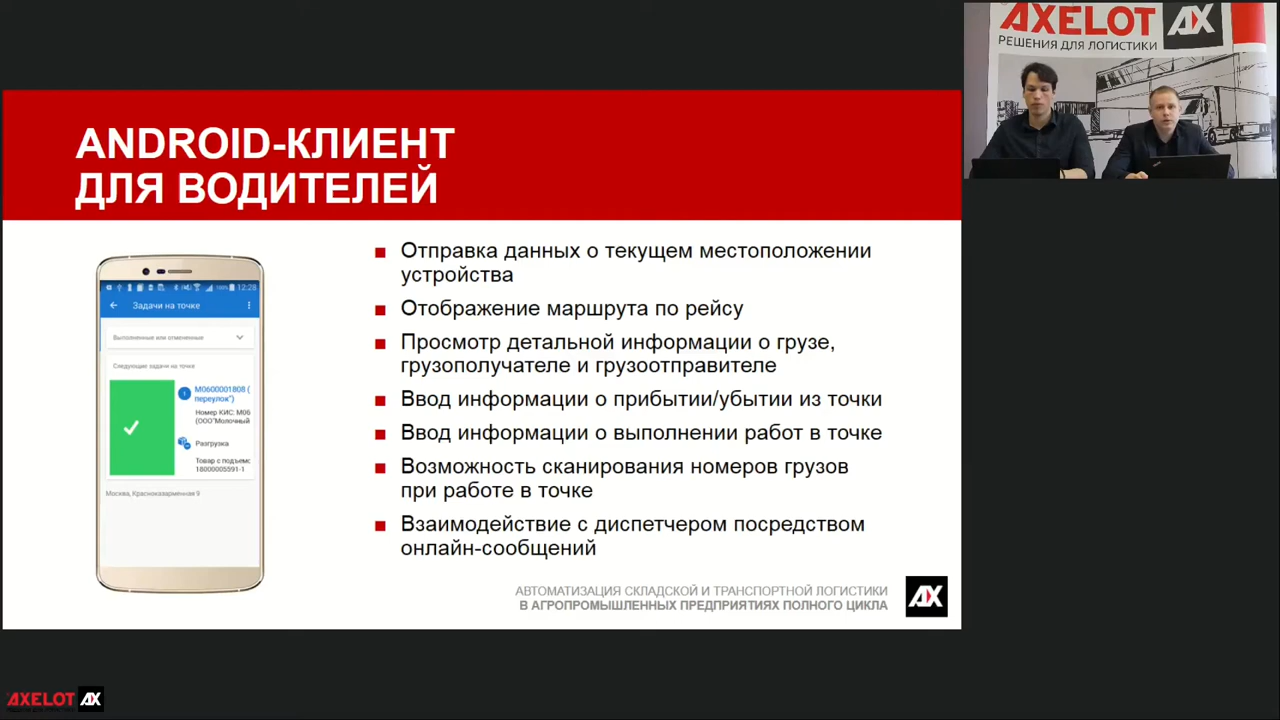 AXELOT AX
РЕШЕНИЯ ДЛЯ ЛОГИСТИКИ
ANDROID-КЛИЕНТ
ДЛЯ ВОДИТЕЛЕЙ
12:28
Задачи на точке
Выполненные или отмененные
Следующие задачи на точке
1
М0600001808 (
переулок")
Номер КИС: М06
(ООО"Молочный
Разгрузка
Товар с подъемс
18000005591-1
Москва, Красноказарменная 9
Отправка данных о текущем местоположении
устройства
Отображение маршрута по рейсу
Просмотр детальной информации о грузе,
грузополучателе и грузоотправителе
Ввод информации о прибытии/убытии из точки
Ввод информации о выполнении работ в точке
Возможность сканирования номеров грузов
при работе в точке
Взаимодействие с диспетчером посредством
онлайн-сообщений
АВТОМАТИЗАЦИЯ СКЛАДСКОЙ И ТРАНСПОРТНОЙ ЛОГИСТИКИ
В АГРОПРОМЫШЛЕННЫХ ПРЕДПРИЯТИЯХ ПОЛНОГО ЦИКЛА
AX
AXELOT AX